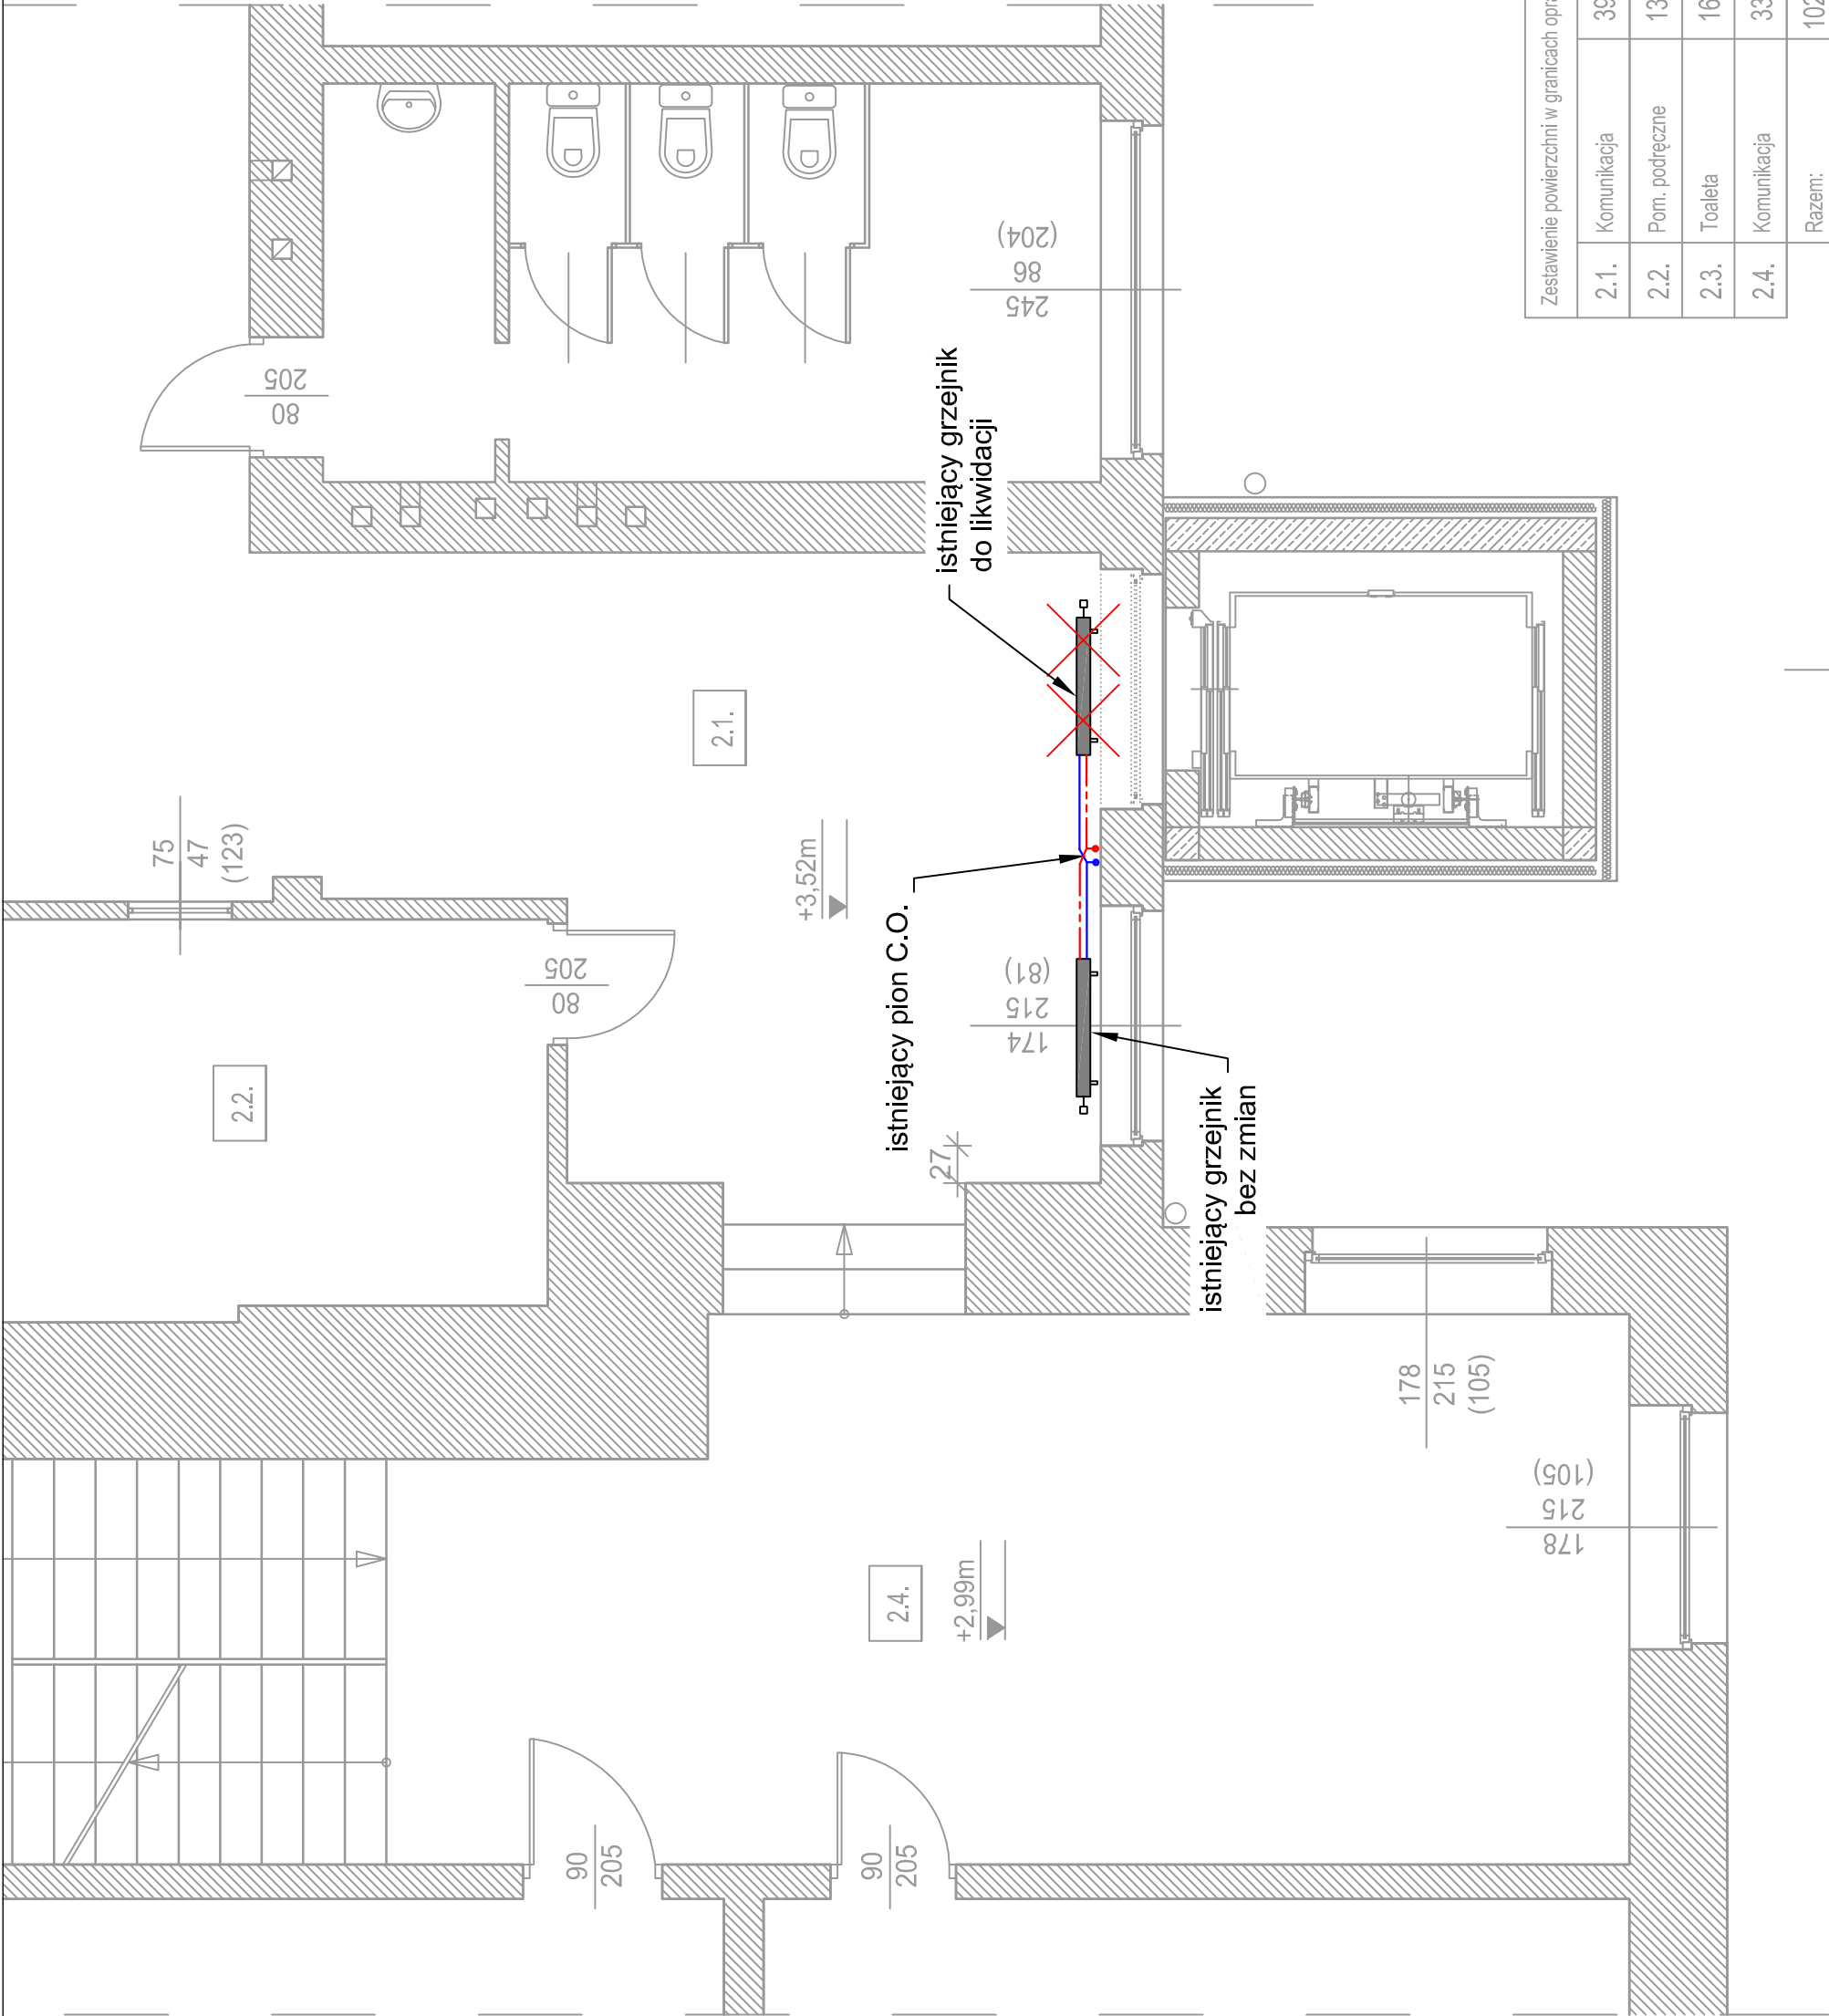 75
47
(123)
205
80
205
80
2.2.
2.1.
+3,52m
istniejący grzejnik
do likwidacji
istniejący pion C.O.
istniejący grzejnik
bez zmian
(204)
86
245
(81)
215
174
27
2.4.
+2,99m
178
215
(105)
(105)
215
178
90
205
90
205
Zestawienie powierzchni w granicach
2.1. Komunikacja 39
2.2. Pom. podręczne 13
2.3. Toaleta 16
2.4. Komunikacja 33
Razem: 102